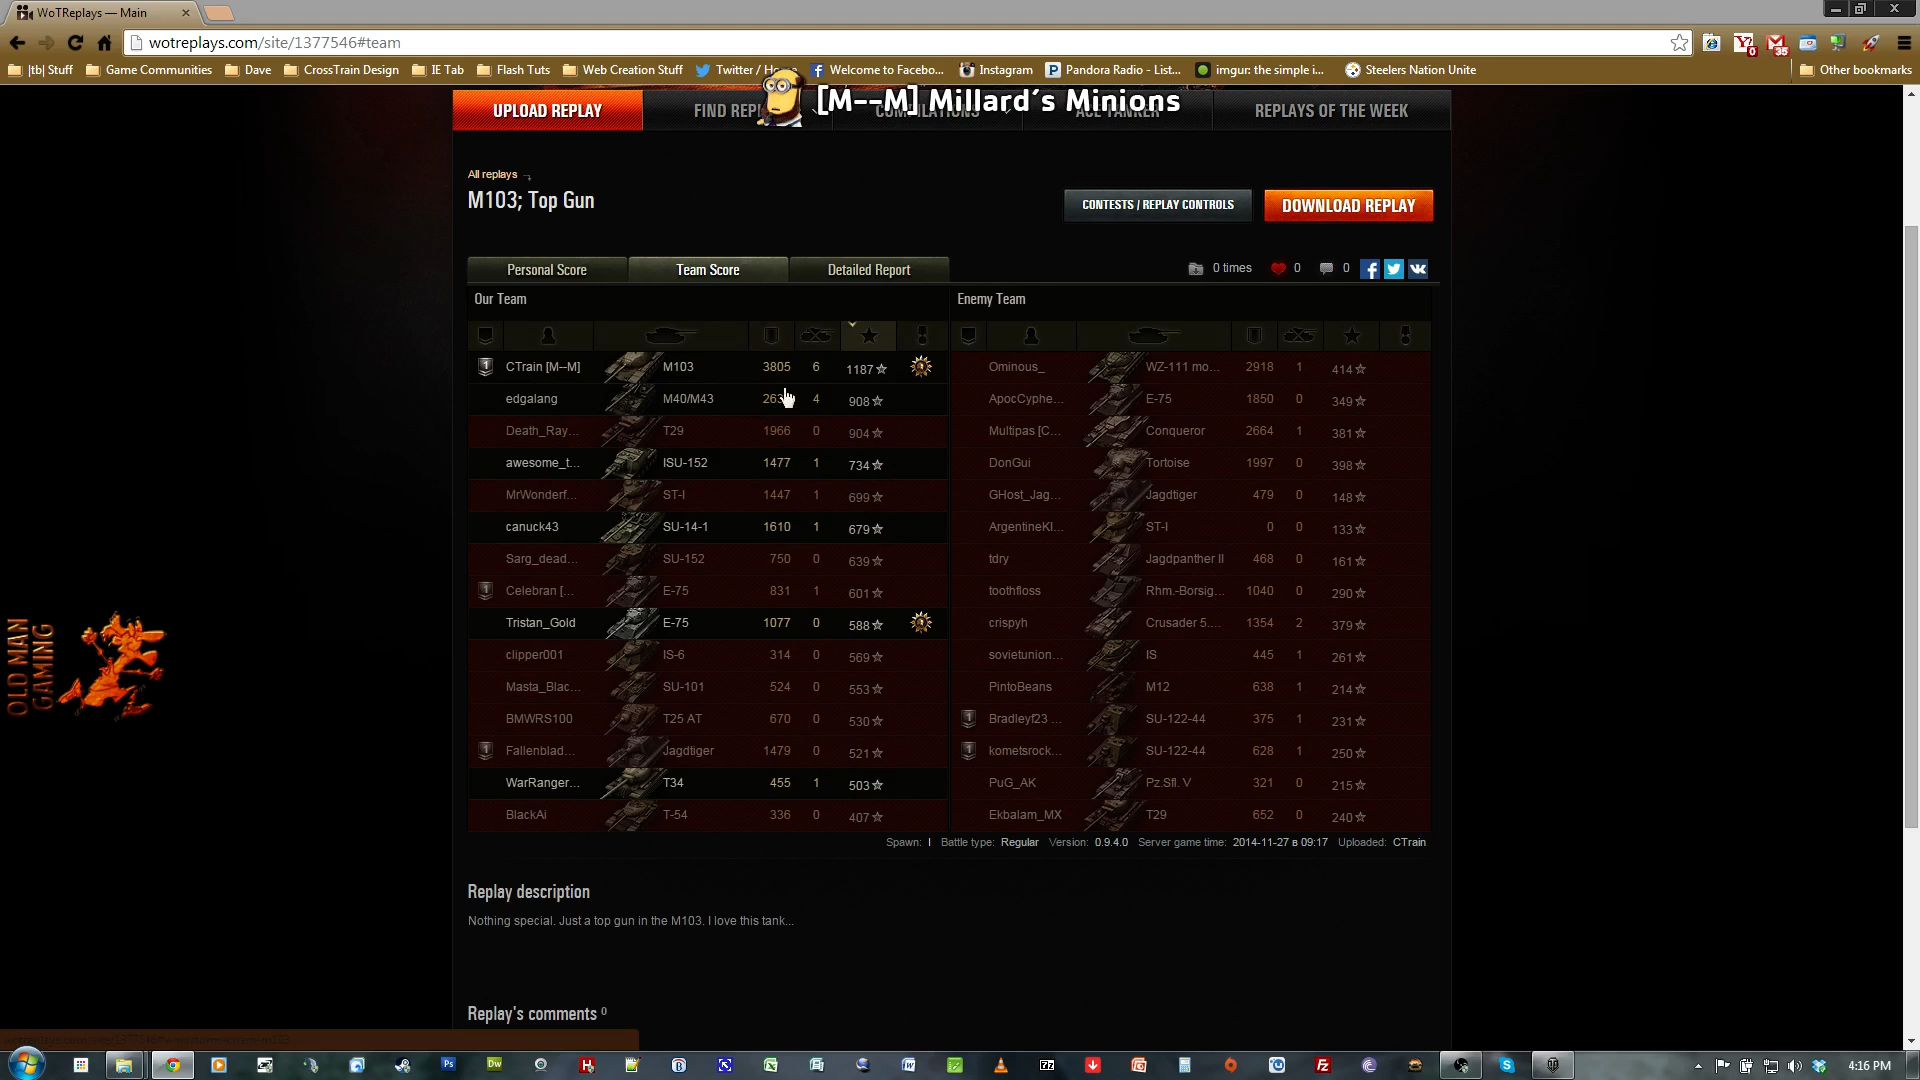 WoTReplays — Main
wotreplays.com/site/1377546#team
|tb| Stuff Game Communities Dave CrossTrain Design IE Tab Flash Tuts Web Creation Stuff Twitter / Welcome to Facebo... Instagram Pandora Radio - List... imgur: the simple i... Steelers Nation Unite Other bookmarks
UPLOAD REPLAY FIND REPL [M--M] Millard's Minions REPLAYS OF THE WEEK
All replays
M103; Top Gun
CONTESTS / REPLAY CONTROLS DOWNLOAD REPLAY
Personal Score Team Score Detailed Report 0 times 0 0
Our Team Enemy Team
CTrain [M--M] M103 3805 6 1187 Ominous_ WZ-111 mo... 2918 1 414
edgalang M40/M43 4 908 ApocCyphe... E-75 1850 0 349
Death_Ray... T29 1966 0 904 Multipas [C... Conqueror 2664 1 381
awesome_t... ISU-152 1477 1 734 DonGui Tortoise 1997 0 398
MrWonderf... ST-I 1447 1 699 GHost_Jag... Jagdtiger 479 0 148
canuck43 SU-14-1 1610 1 679 ArgentineKI... ST-I 0 0 133
Sarg_dead... SU-152 750 0 639 tdry Jagdpanther II 468 0 161
Celebran [... E-75 831 1 601 toothfloss Rhm.-Borsig... 1040 0 290
Tristan_Gold E-75 1077 0 588 crispyh Crusader 5.... 1354 2 379
clipper001 IS-6 314 0 569 sovietunion... IS 445 1 261
Masta_Blac... SU-101 524 0 553 PintoBeans M12 638 1 214
BMWRS100 T25 AT 670 0 530 Bradleyf23 ... SU-122-44 375 1 231
Fallenblad... Jagdtiger 1479 0 521 kometsrock... SU-122-44 628 1 250
WarRanger... T34 455 1 503 PuG_AK Pz.Sfl. V 321 0 215
BlackAi T-54 336 0 407 Ekbalam_MX T29 652 0 240
Spawn: I Battle type: Regular Version: 0.9.4.0 Server game time: 2014-11-27 в 09:17 Uploaded: CTrain
OLD MAN
GAMING
Replay description
Nothing special. Just a top gun in the M103. I love this tank...
Replay's comments 0
4:16 PM